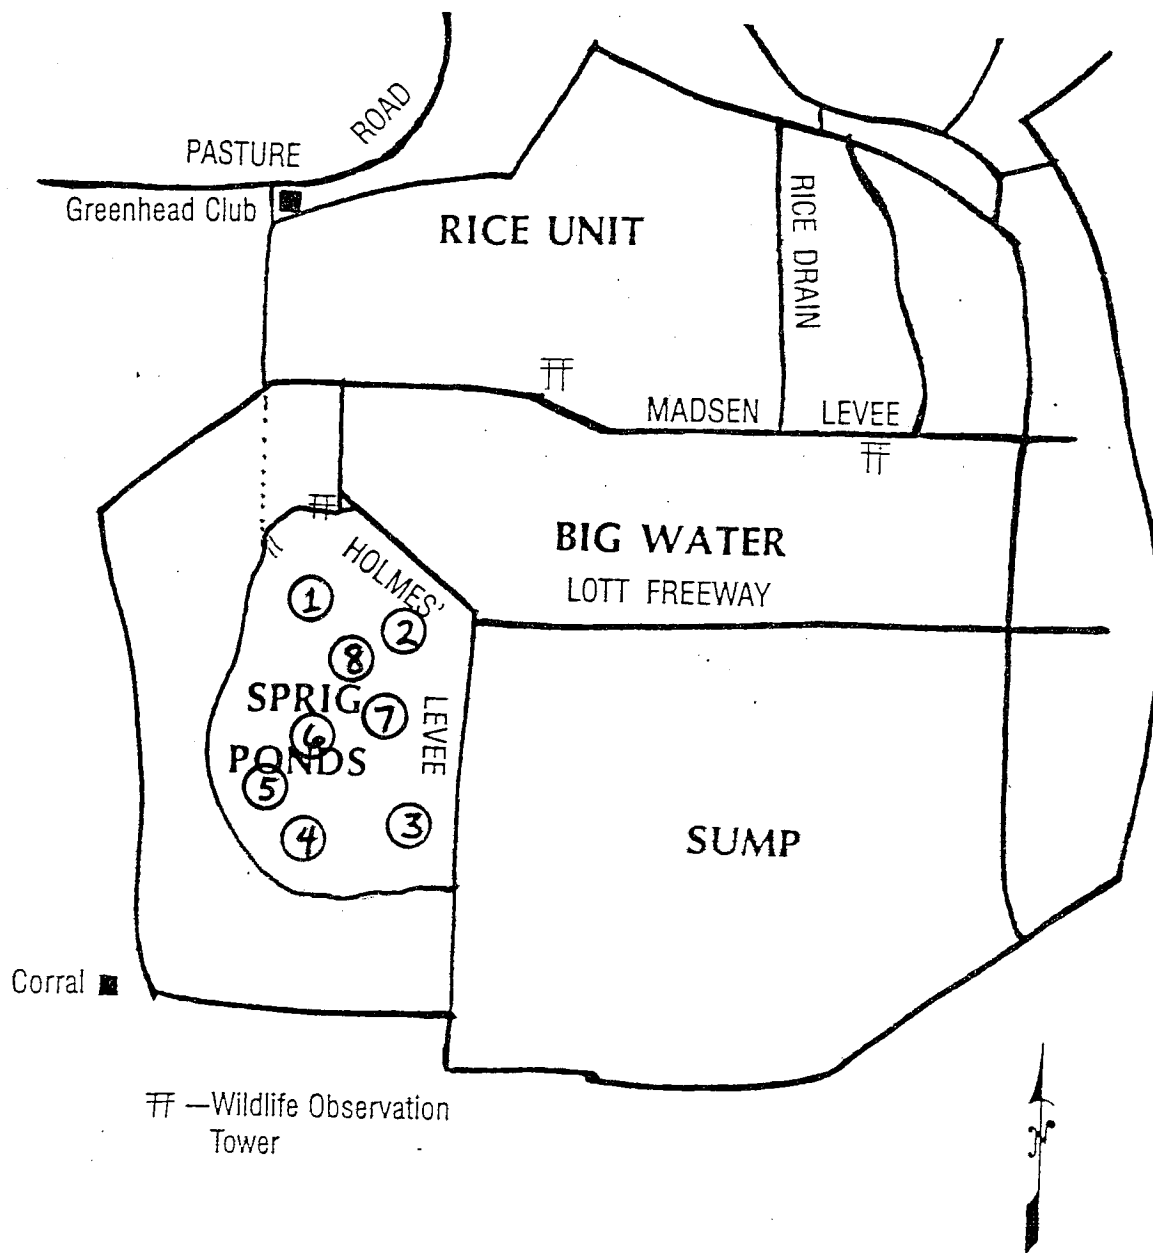 PASTURE ROAD
Greenhead Club
RICE UNIT
RICE DRAIN
MADSEN LEVEE
BIG WATER
LOTT FREEWAY
HOLMES' LEVEE
1
2
8
SPRIG
7
6
PONDS
5
4
3
SUMP
Corral
—Wildlife Observation
Tower
N